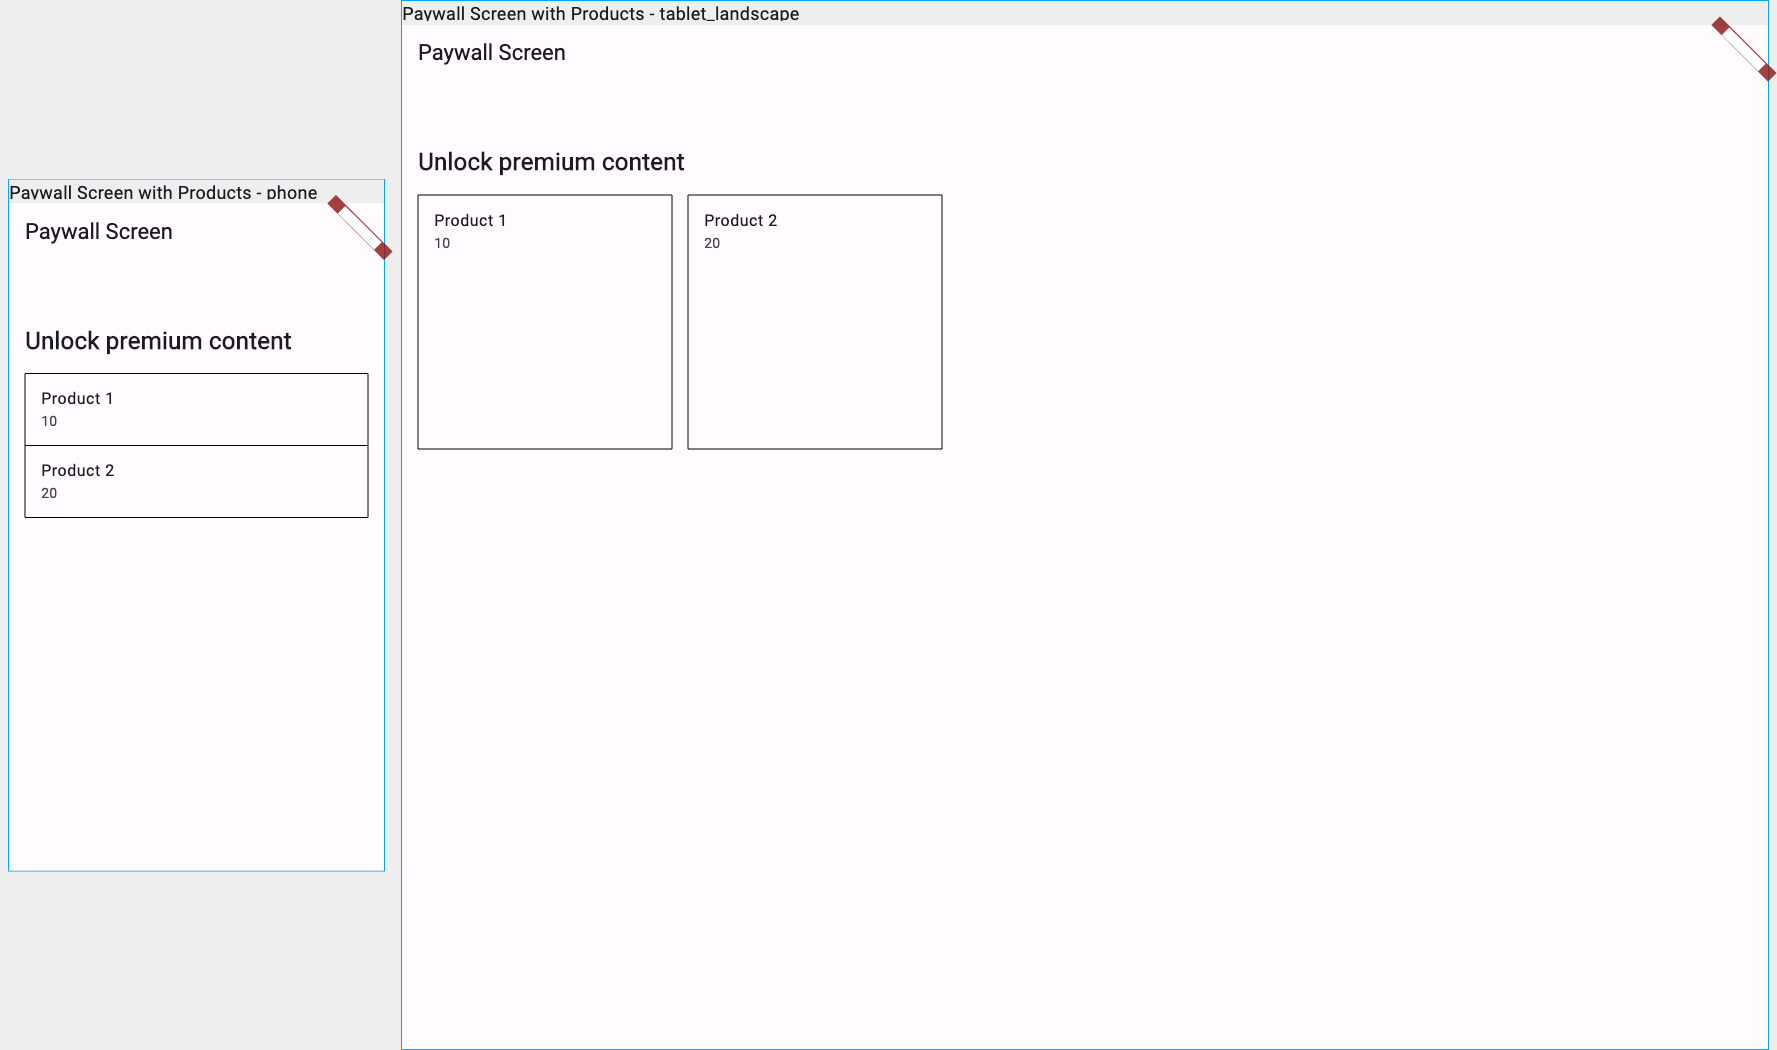 Paywall Screen with Products - phone
Paywall Screen
Unlock premium content
Product 1
10
Product 2
20
Paywall Screen with Products - tablet_landscape
Paywall Screen
Unlock premium content
Product 1
10
Product 2
20